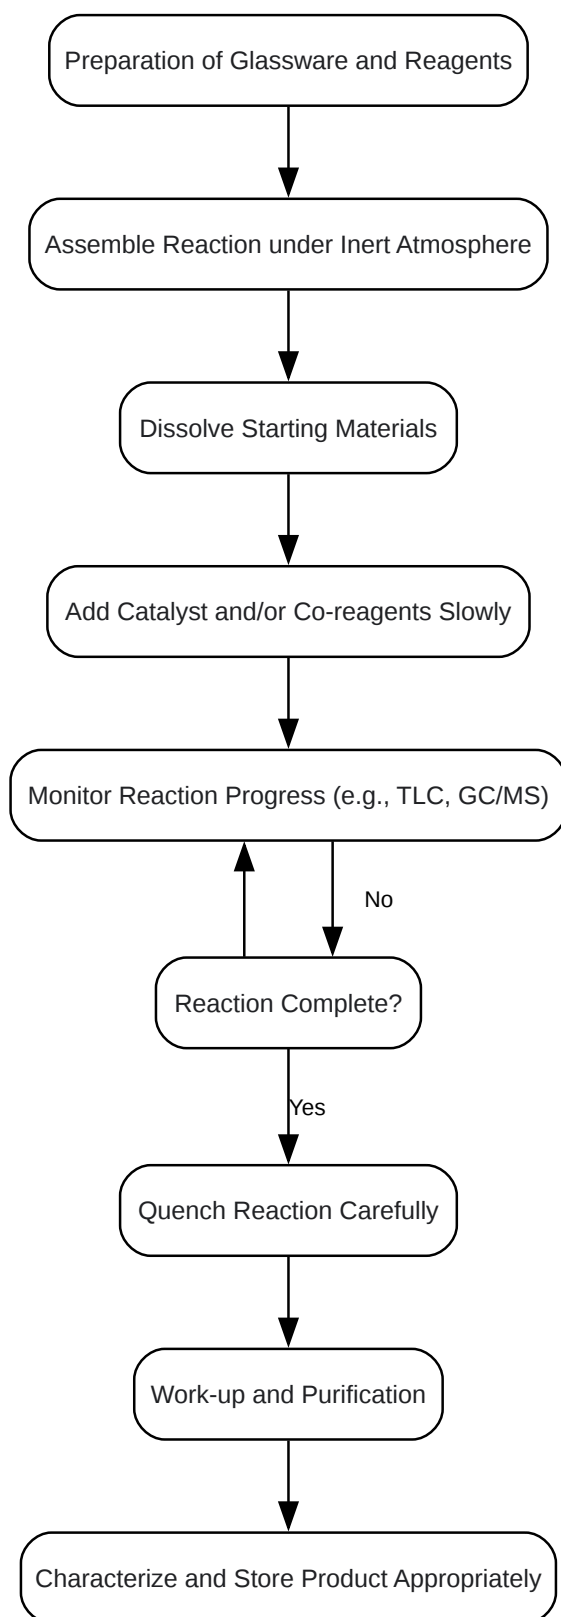 Preparation of Glassware and Reagents
Assemble Reaction under Inert Atmosphere
Dissolve Starting Materials
Add Catalyst and/or Co-reagents Slowly
Monitor Reaction Progress (e.g., TLC, GC/MS)
No
Reaction Complete?
Yes
Quench Reaction Carefully
Work-up and Purification
Characterize and Store Product Appropriately